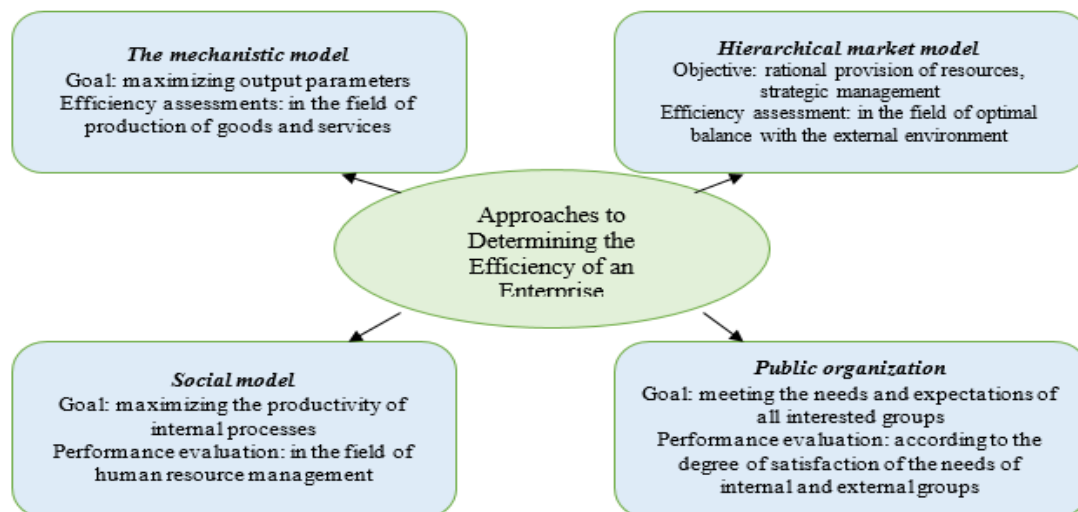 The mechanistic model
Goal: maximizing output parameters
Efficiency assessments: in the field of
production of goods and services
Hierarchical market model
Objective: rational provision of resources,
strategic management
Efficiency assessment: in the field of optimal
balance with the external environment
Approaches to
Determining the
Efficiency of an
Enterprise
Social model
Goal: maximizing the productivity of
internal processes
Performance evaluation: in the field of
human resource management
Public organization
Goal: meeting the needs and expectations of
all interested groups
Performance evaluation: according to the
degree of satisfaction of the needs of
internal and external groups